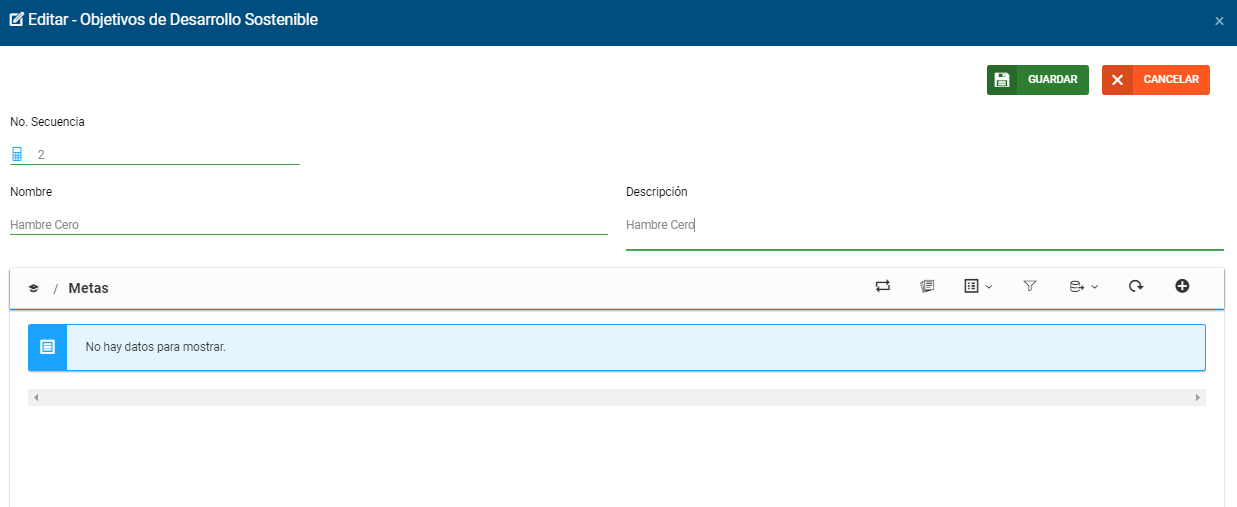 Editar - Objetivos de Desarrollo Sostenible
×
GUARDAR
CANCELAR
No. Secuencia
2
Nombre
Descripción
Hambre Cero
Hambre Cero
/ Metas
No hay datos para mostrar.